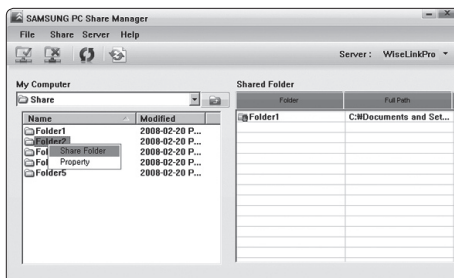 SAMSUNG PC Share Manager
File Share Server Help
Server : WiseLinkPro
My Computer
Shared Folder
Share
Folder Full Path
Name Modified
Folder1 2008-02-20 P...
Folder2 2008-02-20 P...
Fol 2008-02-20 P...
Fol 2008-02-20 P...
Folder5 2008-02-20 P...
Share Folder
Property
Folder1 C:₩Documents and Set...